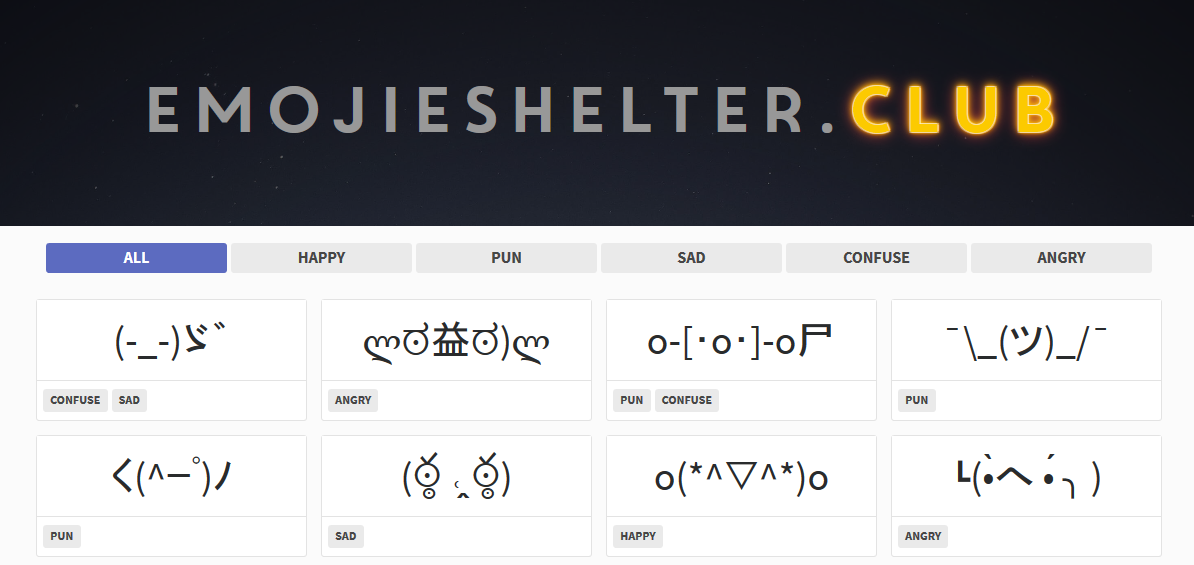 EMOJIESHELTER.CLUB
ALL HAPPY PUN SAD CONFUSE ANGRY
(-_-)ゞ゛ ლಠ益ಠ)ლ o-[･o･]-o尸 ¯\_(ツ)_/¯
CONFUSE SAD ANGRY PUN CONFUSE PUN
く(^_ー゜)ノ o(*^▽^*)o
PUN SAD HAPPY ANGRY